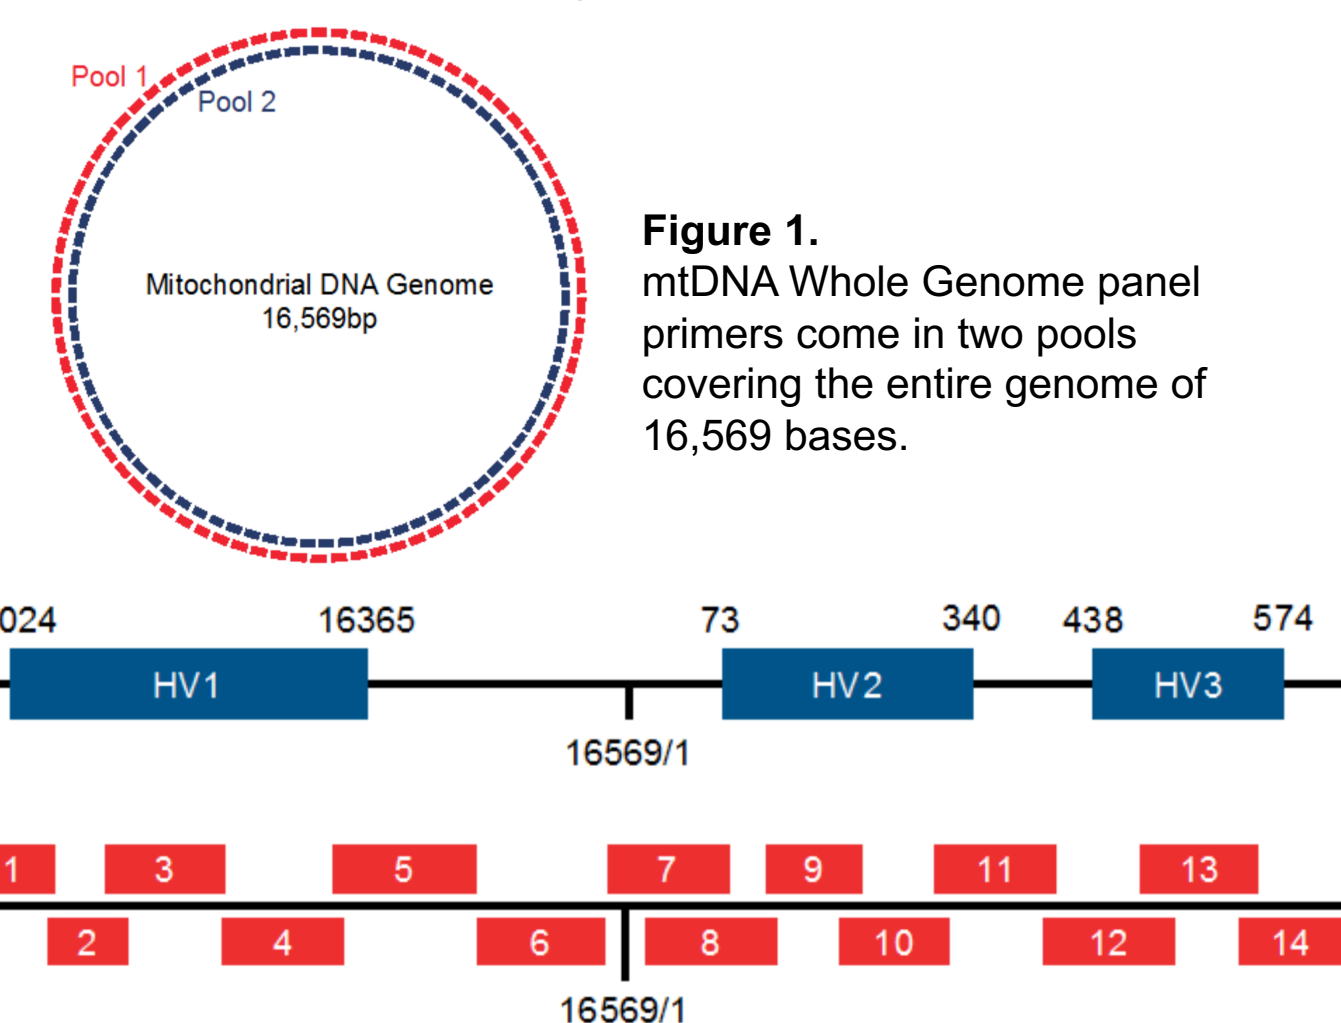 Pool 1
Pool 2
Mitochondrial DNA Genome
16,569bp
Figure 1.
mtDNA Whole Genome panel
primers come in two pools
covering the entire genome of
16,569 bases.
024 16365 73 340 438 574
HV1 HV2 HV3
16569/1
1 3 5 7 9 11 13
2 4 6 8 10 12 14
16569/1